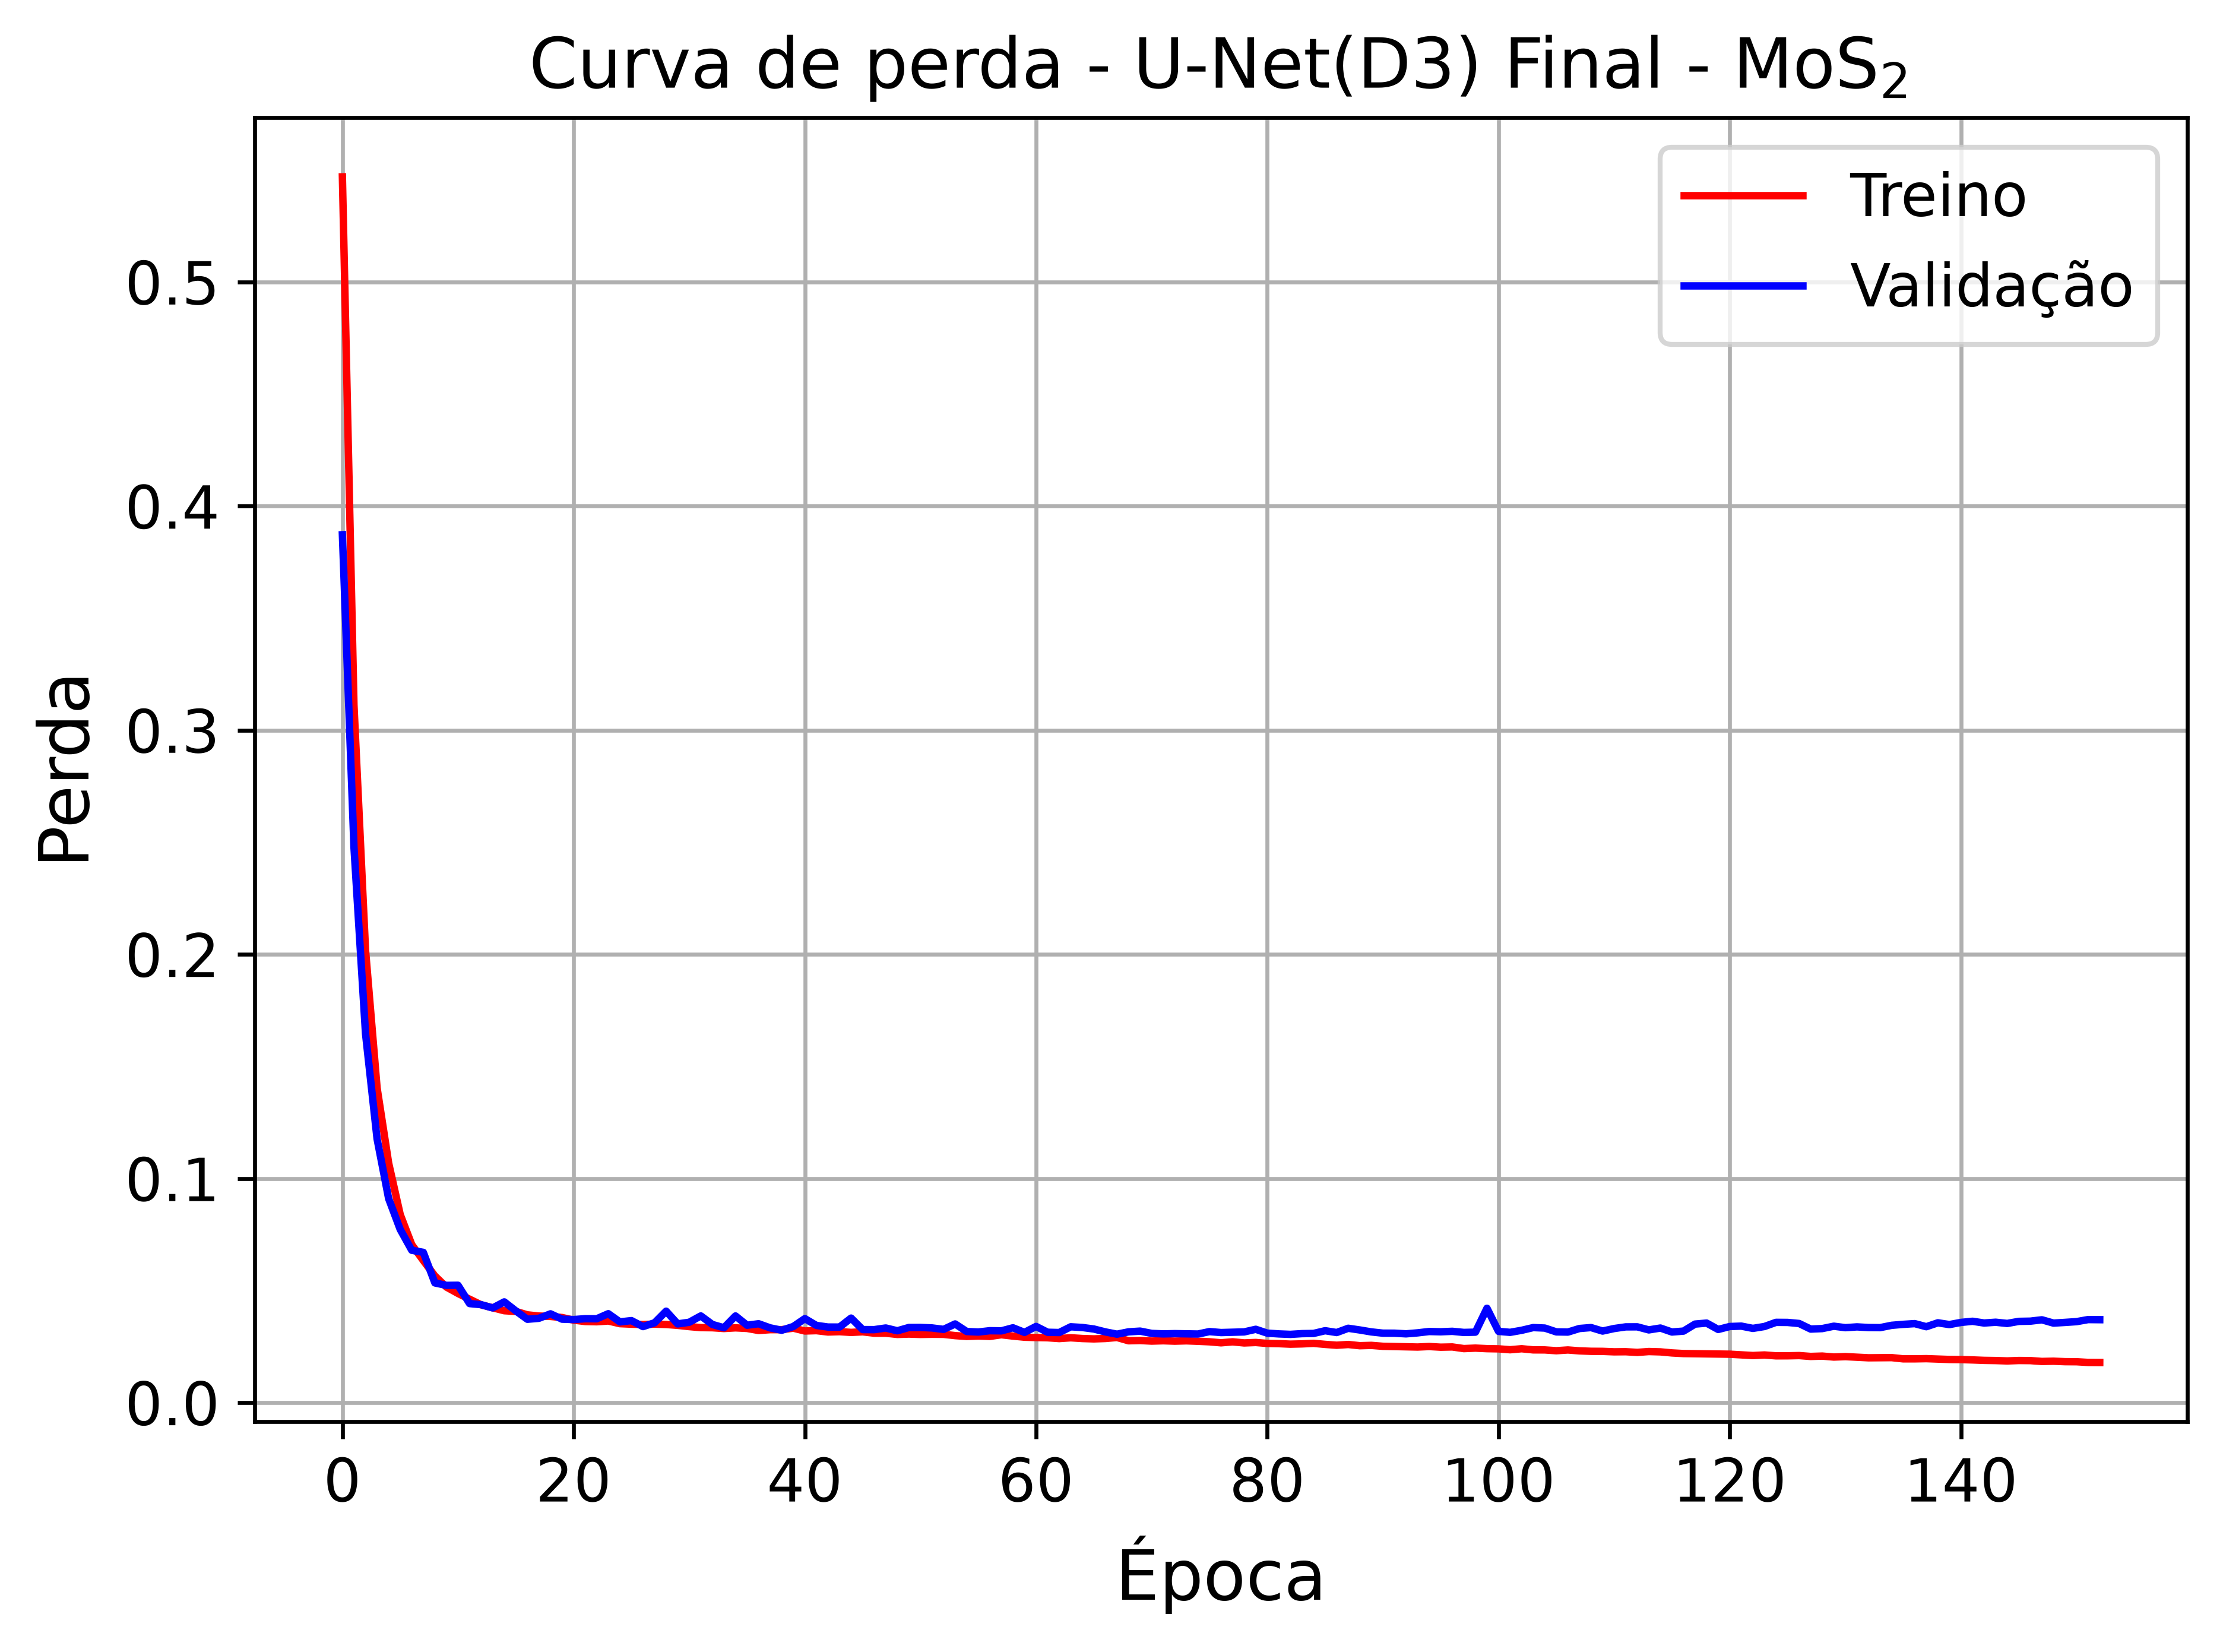 Curva de perda - U-Net(D3) Final - MoS₂
Treino
Validação
0.5
0.4
0.3
0.2
0.1
0.0
Perda
0 20 40 60 80 100 120 140
Época